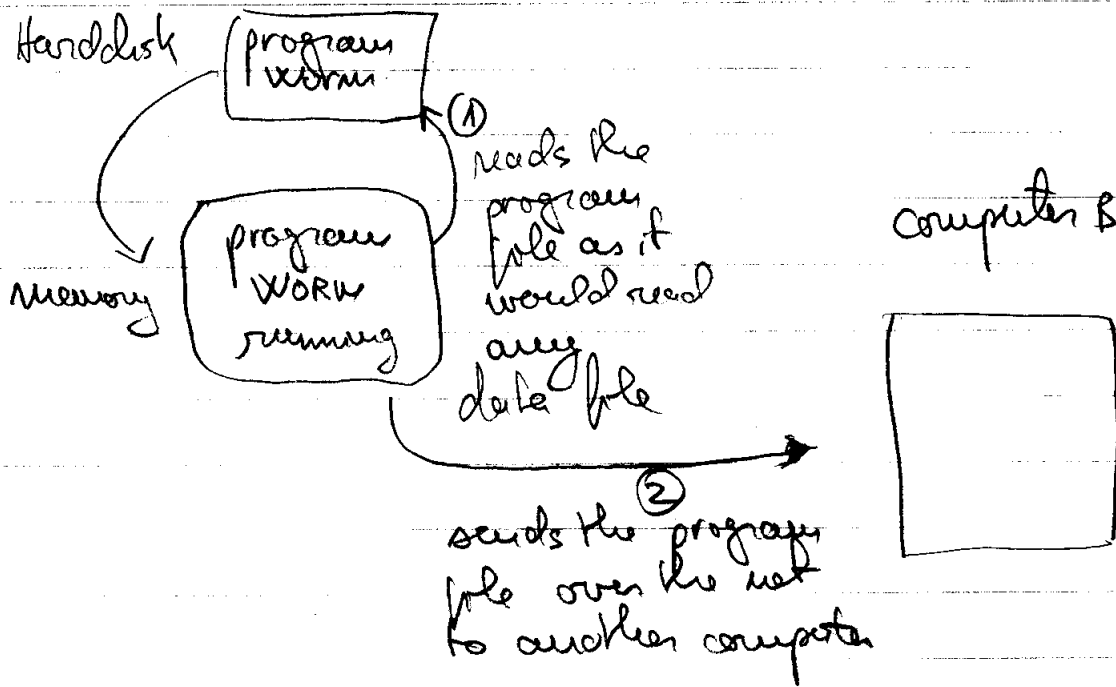 Harddisk
program
WORM
①
reads the
program
file as it
would read
any
data file
memory
program
WORM
running
computer B
②
sends the program
file over the net
to another computer